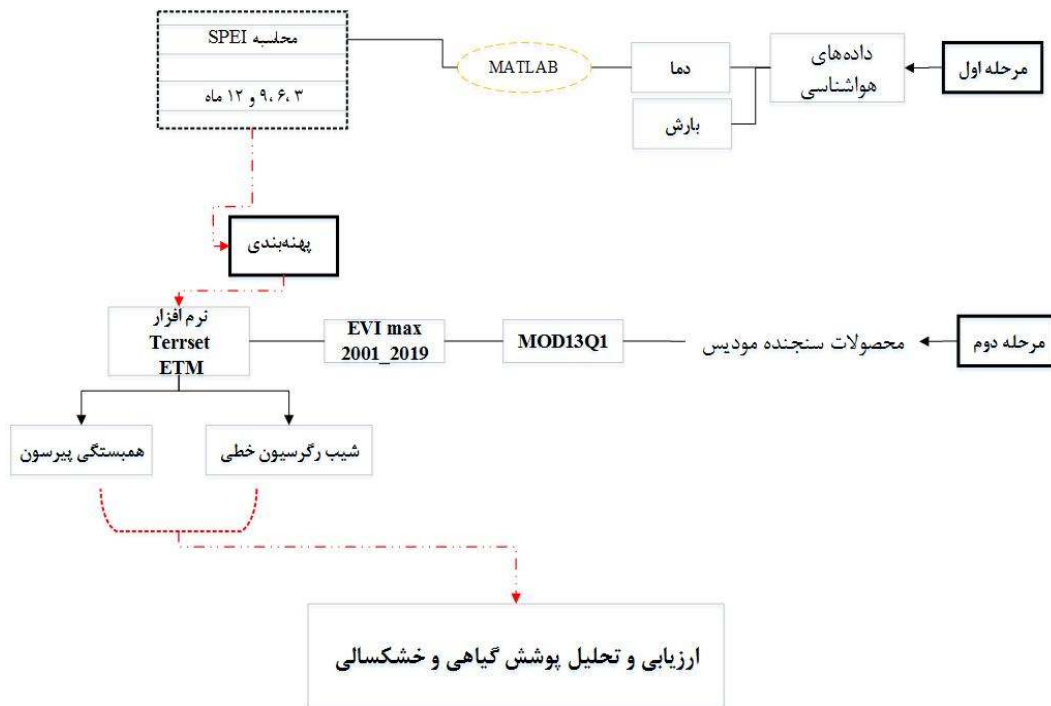 مرحله اول
داده‌های
هواشناسی
دما
بارش
MATLAB
محاسبه SPEI
۳ ،۶ ،۹ و ۱۲ ماه
پهنه‌بندی
مرحله دوم
محصولات سنجنده مودیس
MOD13Q1
EVI max
2001_2019
نرم افزار
Terrset
ETM
شیب رگرسیون خطی
همبستگی پیرسون
ارزیابی و تحلیل پوشش گیاهی و خشکسالی